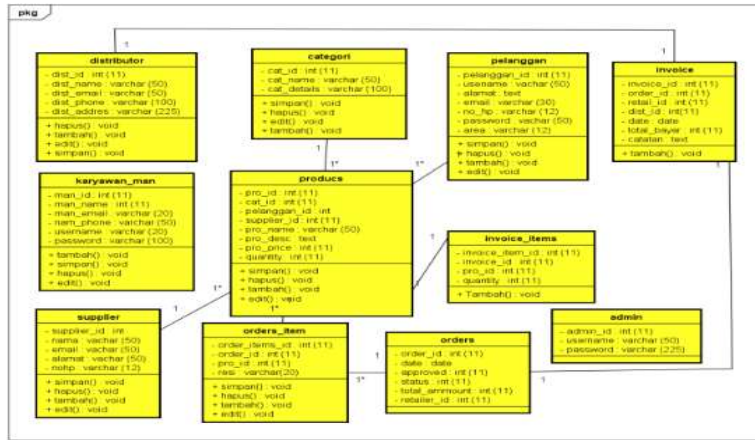 pkg
distributor
- dist_id : int (11)
- dist_name : varchar (50)
- dist_email : varchar (50)
- dist_phone : varchar (100)
- dist_addres : varchar (225)
+ hapus() : void
+ tambah() : void
+ edit() : void
+ simpan() : void
categori
- cat_id : int (11)
- cat_name : varchar (50)
- cat_details : varchar (100)
+ simpan() : void
+ hapus() : void
+ edit() : void
+ tambah() : void
pelanggan
- pelanggan_id : int (11)
- username : varchar (50)
- alamat : text
- email : varchar (30)
- no_hp : varchar (12)
- password : varchar (50)
- area : varchar (12)
+ simpan() : void
+ hapus() : void
+ tambah() : void
+ edit() : void
invoice
- invoice_id : int (11)
- order_id : int (11)
- retail_id : int (11)
- dist_id : int(11)
- date : date
- total_bayar : int (11)
- catatan : text
+ tambah() : void
1
1
1
1*
1*
1
1
karyawan_man
- man_id : int (11)
- man_name : int (11)
- man_email : varchar (20)
- nam_phone : varchar (50)
- username : varchar (20)
- password : varchar (100)
+ tambah() : void
+ simpan() : void
+ hapus() : void
+ edit() : void
producs
- pro_id : int (11)
- cat_id : int (11)
- pelanggan_id : int
- supplier_id : int (11)
- pro_name : varchar (50)
- pro_desc : text
- pro_price : int (11)
- quantity : int (11)
+ simpan() : void
+ hapus() : void
+ tambah() : void
+ edit() : void
invoice_items
- invoice_item_id : int (11)
- invoice_id : int (11)
- pro_id : int (11)
- quantity : int (11)
+ Tambah() : void
1
1*
1
1*
1*
supplier
- supplier_id : int
- nama : varchar (50)
- email : varchar (50)
- alamat : varchar (50)
- nohp : varchar (12)
+ simpan() : void
+ hapus() : void
+ tambah() : void
+ edit() : void
orders_item
- order_items_id : int (11)
- order_id : int (11)
- pro_id : int (11)
- resi : varchar(20)
+ simpan() : void
+ hapus() : void
+ tambah() : void
+ edit() : void
1
1*
orders
- order_id : int (11)
- date : date
- approved : int (11)
- status : int (11)
- total_ammount : int (11)
- retailer_id : int (11)
1
admin
- admin_id : int (11)
- username : varchar (50)
- password : varchar (225)